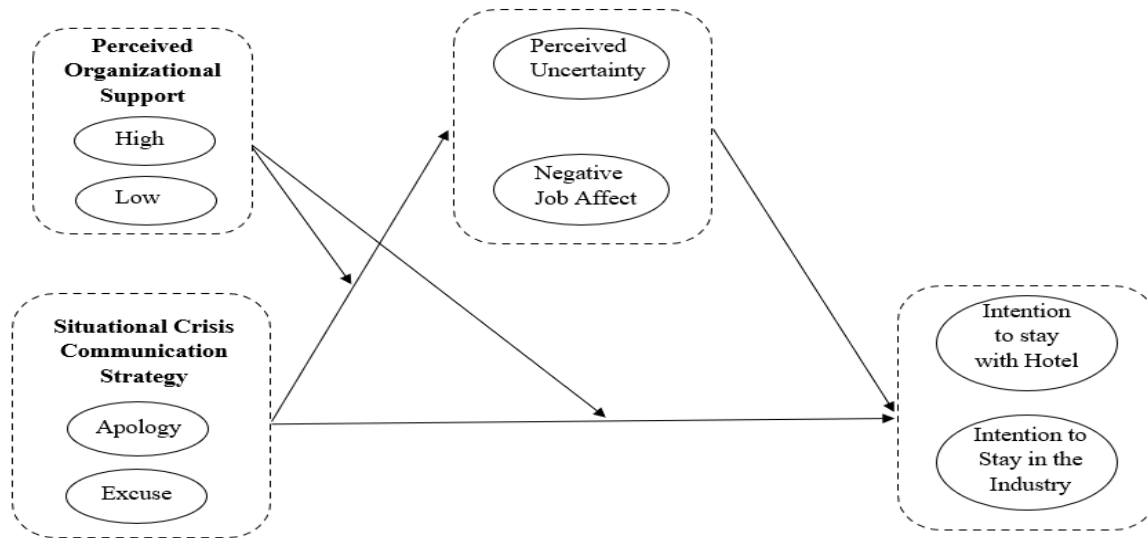 Perceived
Organizational
Support
High
Low
Perceived
Uncertainty
Negative
Job Affect
Situational Crisis
Communication
Strategy
Apology
Excuse
Intention
to stay
with Hotel
Intention to
Stay in the
Industry